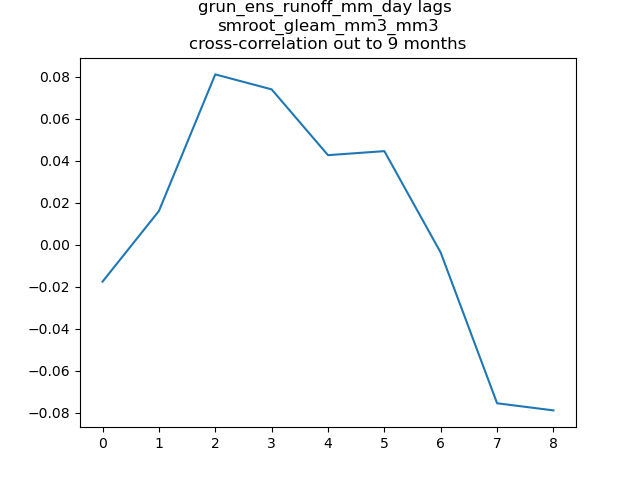 grun_ens_runoff_mm_day lags
smroot_gleam_mm3_mm3
cross-correlation out to 9 months
0.08
0.06
0.04
0.02
0.00
−0.02
−0.04
−0.06
−0.08
0 1 2 3 4 5 6 7 8